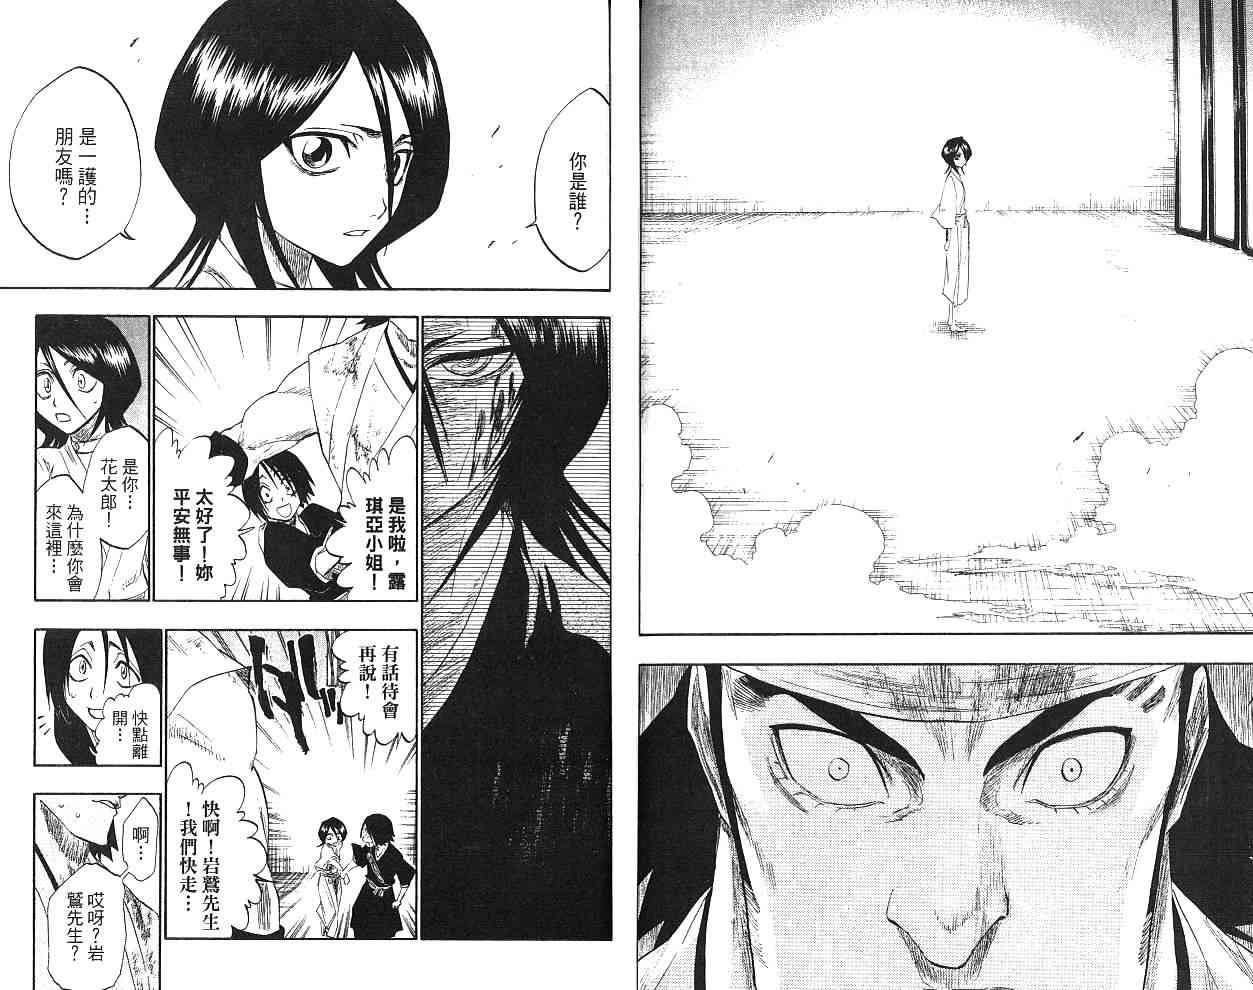 你是誰？
是一護的…
朋友嗎？
是我啦，露
琪亞小姐！
太好了！妳
平安無事！
是你…
花太郎！
為什麼你會
來這裡…
有話待會
再說！
快啊！岩鷲先生
！我們快走…
快點離
開…
啊…
哎呀？岩
鷲先生？